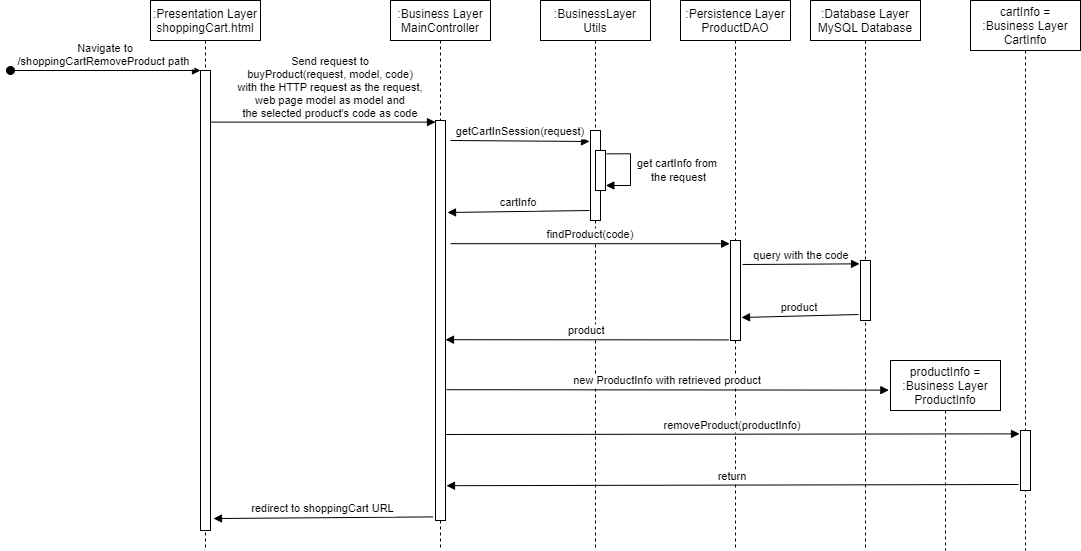 :Presentation Layer
shoppingCart.html
:Business Layer
MainController
:BusinessLayer
Utils
:Persistence Layer
ProductDAO
:Database Layer
MySQL Database
cartInfo =
:Business Layer
CartInfo
Navigate to
/shoppingCartRemoveProduct path
Send request to
buyProduct(request, model, code)
with the HTTP request as the request,
web page model as model and
the selected product's code as code
getCartInSession(request)
get cartInfo from
the request
cartInfo
findProduct(code)
query with the code
product
product
new ProductInfo with retrieved product
productInfo =
:Business Layer
ProductInfo
removeProduct(productInfo)
return
redirect to shoppingCart URL